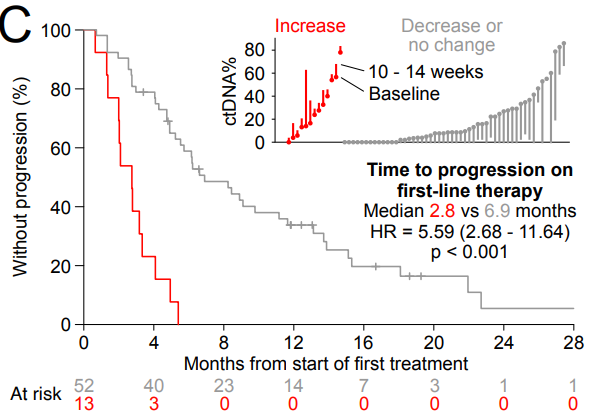 C
Increase
Decrease or
no change
ctDNA%
80
60
40
20
0
10 - 14 weeks
Baseline
Time to progression on
first-line therapy
Median 2.8 vs 6.9 months
HR = 5.59 (2.68 - 11.64)
p < 0.001
Without progression (%)
100
80
60
40
20
0
0 4 8 12 16 20 24 28
Months from start of first treatment
At risk
52 40 23 14 7 3 1 1
13 3 0 0 0 0 0 0